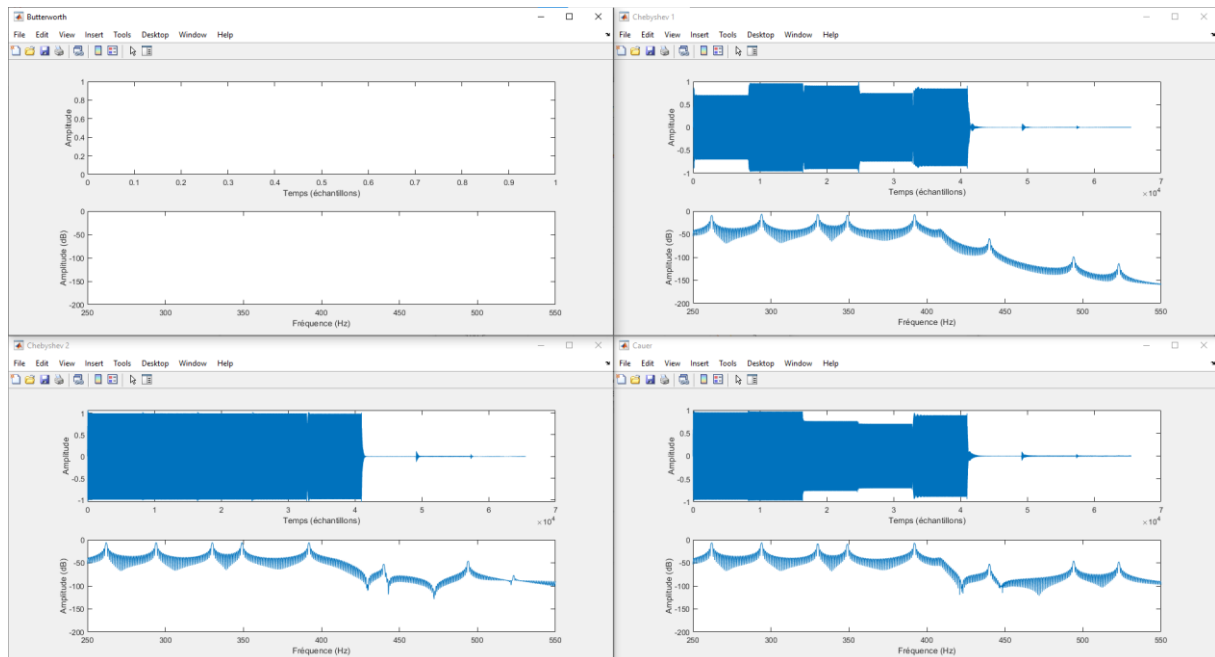 Butterworth
File Edit View Insert Tools Desktop Window Help
1
0.8
0.6
0.4
0.2
0
Amplitude
0 0.1 0.2 0.3 0.4 0.5 0.6 0.7 0.8 0.9 1
Temps (échantillons)
0
-50
-100
-150
-200
Amplitude (dB)
250 300 350 400 450 500 550
Fréquence (Hz)
Chebyshev 1
File Edit View Insert Tools Desktop Window Help
1
0.5
0
-0.5
-1
Amplitude
0 1 2 3 4 5 6 7
Temps (échantillons)
×10⁴
0
-50
-100
-150
-200
Amplitude (dB)
250 300 350 400 450 500 550
Fréquence (Hz)
Chebyshev 2
File Edit View Insert Tools Desktop Window Help
1
0.5
0
-0.5
-1
Amplitude
0 1 2 3 4 5 6 7
Temps (échantillons)
×10⁴
0
-50
-100
-150
-200
Amplitude (dB)
250 300 350 400 450 500 550
Fréquence (Hz)
Cauer
File Edit View Insert Tools Desktop Window Help
1
0.5
0
-0.5
-1
Amplitude
0 1 2 3 4 5 6 7
Temps (échantillons)
×10⁴
0
-50
-100
-150
-200
Amplitude (dB)
250 300 350 400 450 500 550
Fréquence (Hz)